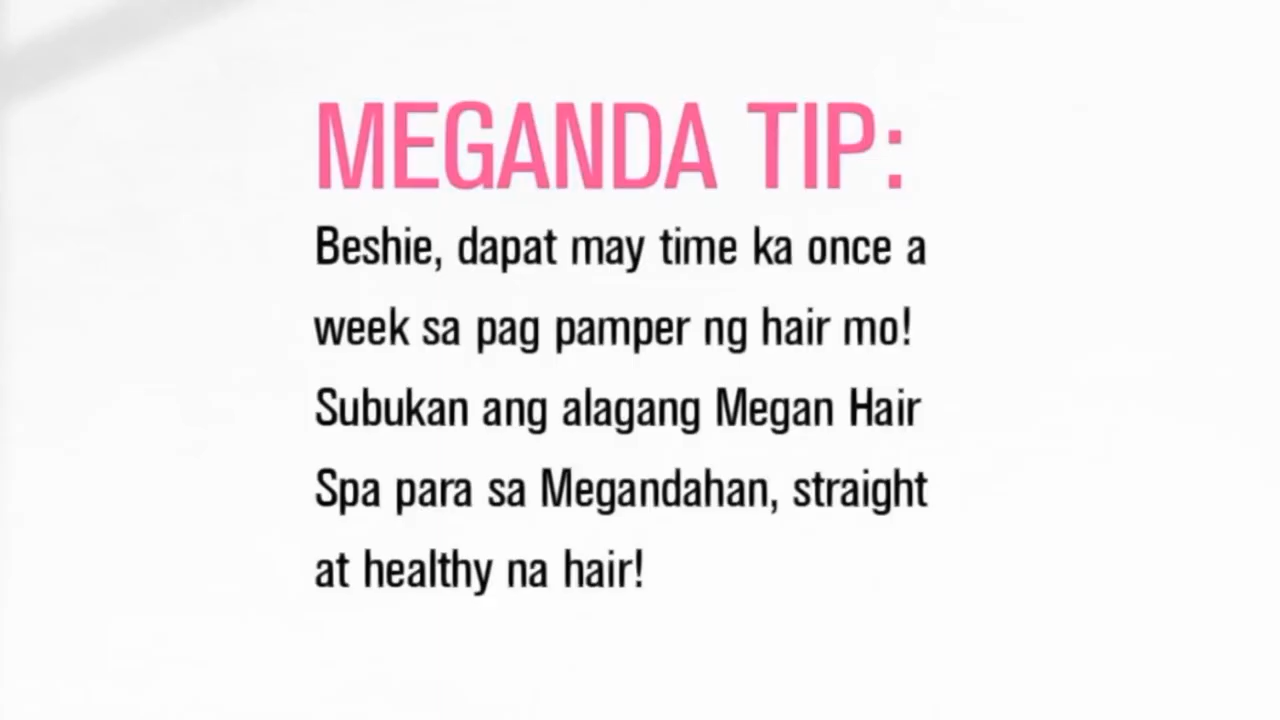 MEGANDA TIP:
Beshie, dapat may time ka once a
week sa pag pamper ng hair mo!
Subukan ang alagang Megan Hair
Spa para sa Megandahan, straight
at healthy na hair!